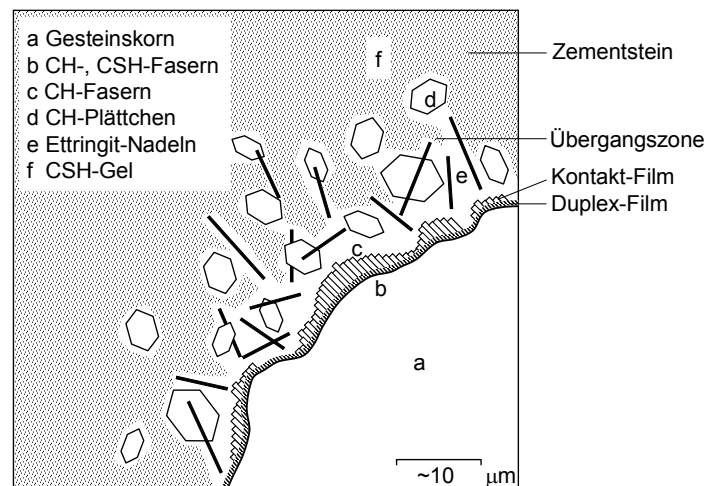 a Gesteinskorn
b CH-, CSH-Fasern
c CH-Fasern
d CH-Plättchen
e Ettringit-Nadeln
f CSH-Gel
f
Zementstein
d
Übergangszone
e
Kontakt-Film
Duplex-Film
c
b
a
~10 μm